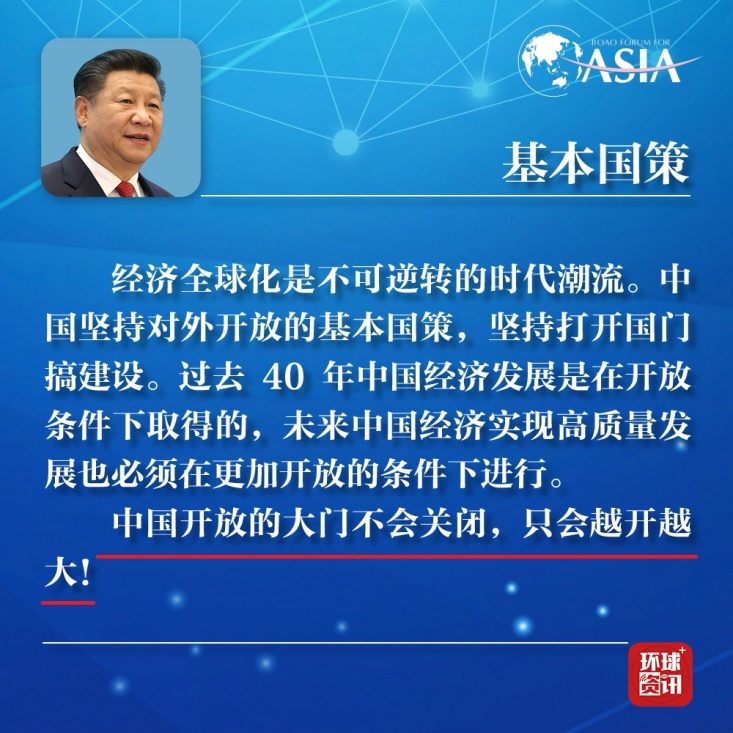 BOAO FORUM FOR
ASIA
基本国策
经济全球化是不可逆转的时代潮流。中
国坚持对外开放的基本国策，坚持打开国门
搞建设。过去 40 年中国经济发展是在开放
条件下取得的，未来中国经济实现高质量发
展也必须在更加开放的条件下进行。
中国开放的大门不会关闭，只会越开越
大!
环球+
资讯